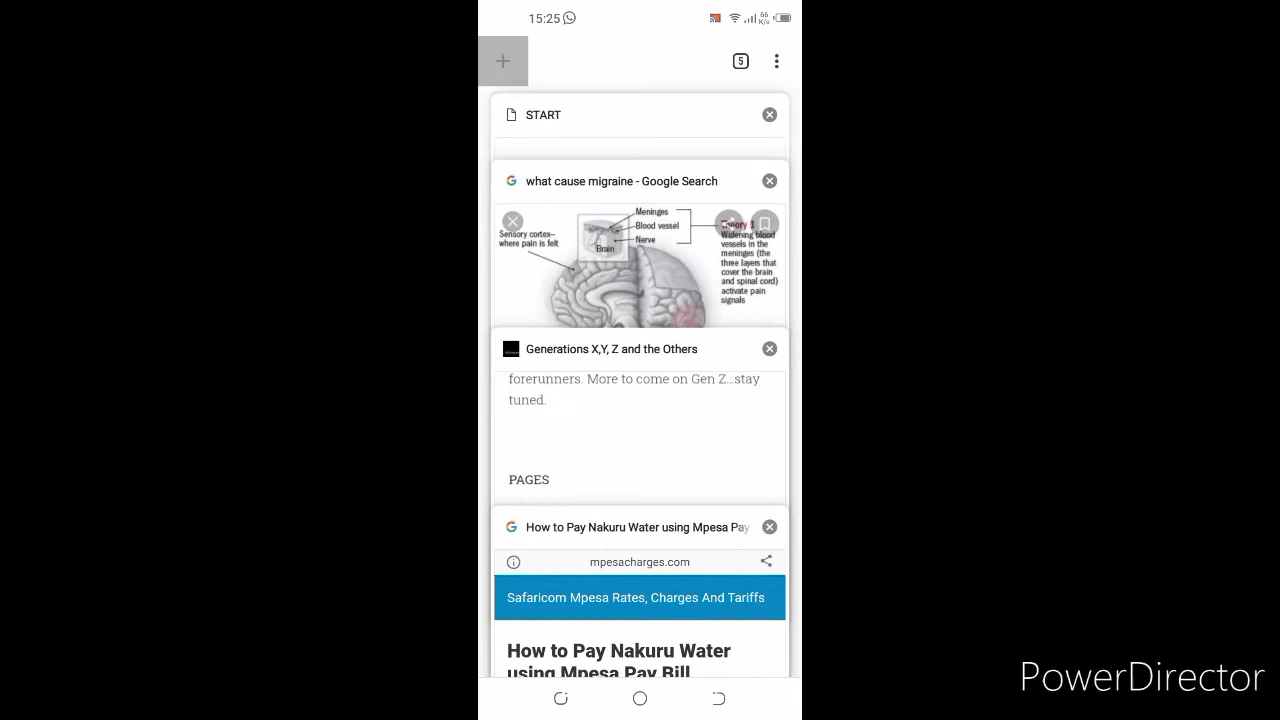 15:25
66
K/s
5
START
what cause migraine - Google Search
Meninges
Blood vessel
Nerve
Brain
Sensory cortex–
where pain is felt
Theory 1
Widening blood
vessels in the
meninges (the
three layers that
cover the brain
and spinal cord)
activate pain
signals
Generations X,Y, Z and the Others
forerunners. More to come on Gen Z...stay
tuned.
PAGES
How to Pay Nakuru Water using Mpesa Pay
mpesacharges.com
Safaricom Mpesa Rates, Charges And Tariffs
How to Pay Nakuru Water
using Mpesa Pay Bill
PowerDirector